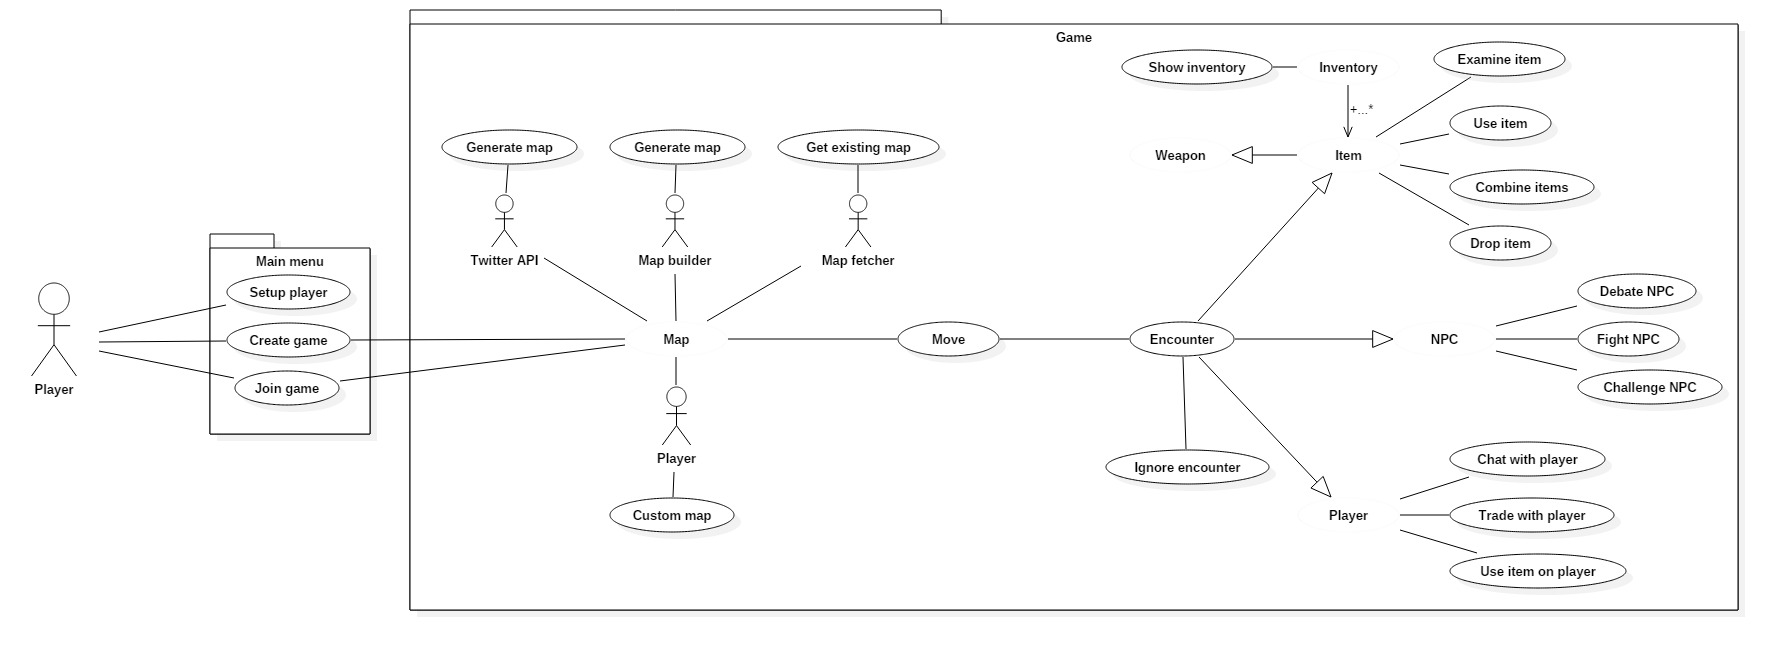 Game
Show inventory
Inventory
Examine item
+...*
Use item
Generate map
Generate map
Get existing map
Weapon
Item
Combine items
Drop item
Twitter API
Map builder
Map fetcher
Main menu
Setup player
Create game
Join game
Player
Map
Move
Encounter
NPC
Debate NPC
Fight NPC
Challenge NPC
Player
Custom map
Ignore encounter
Player
Chat with player
Trade with player
Use item on player